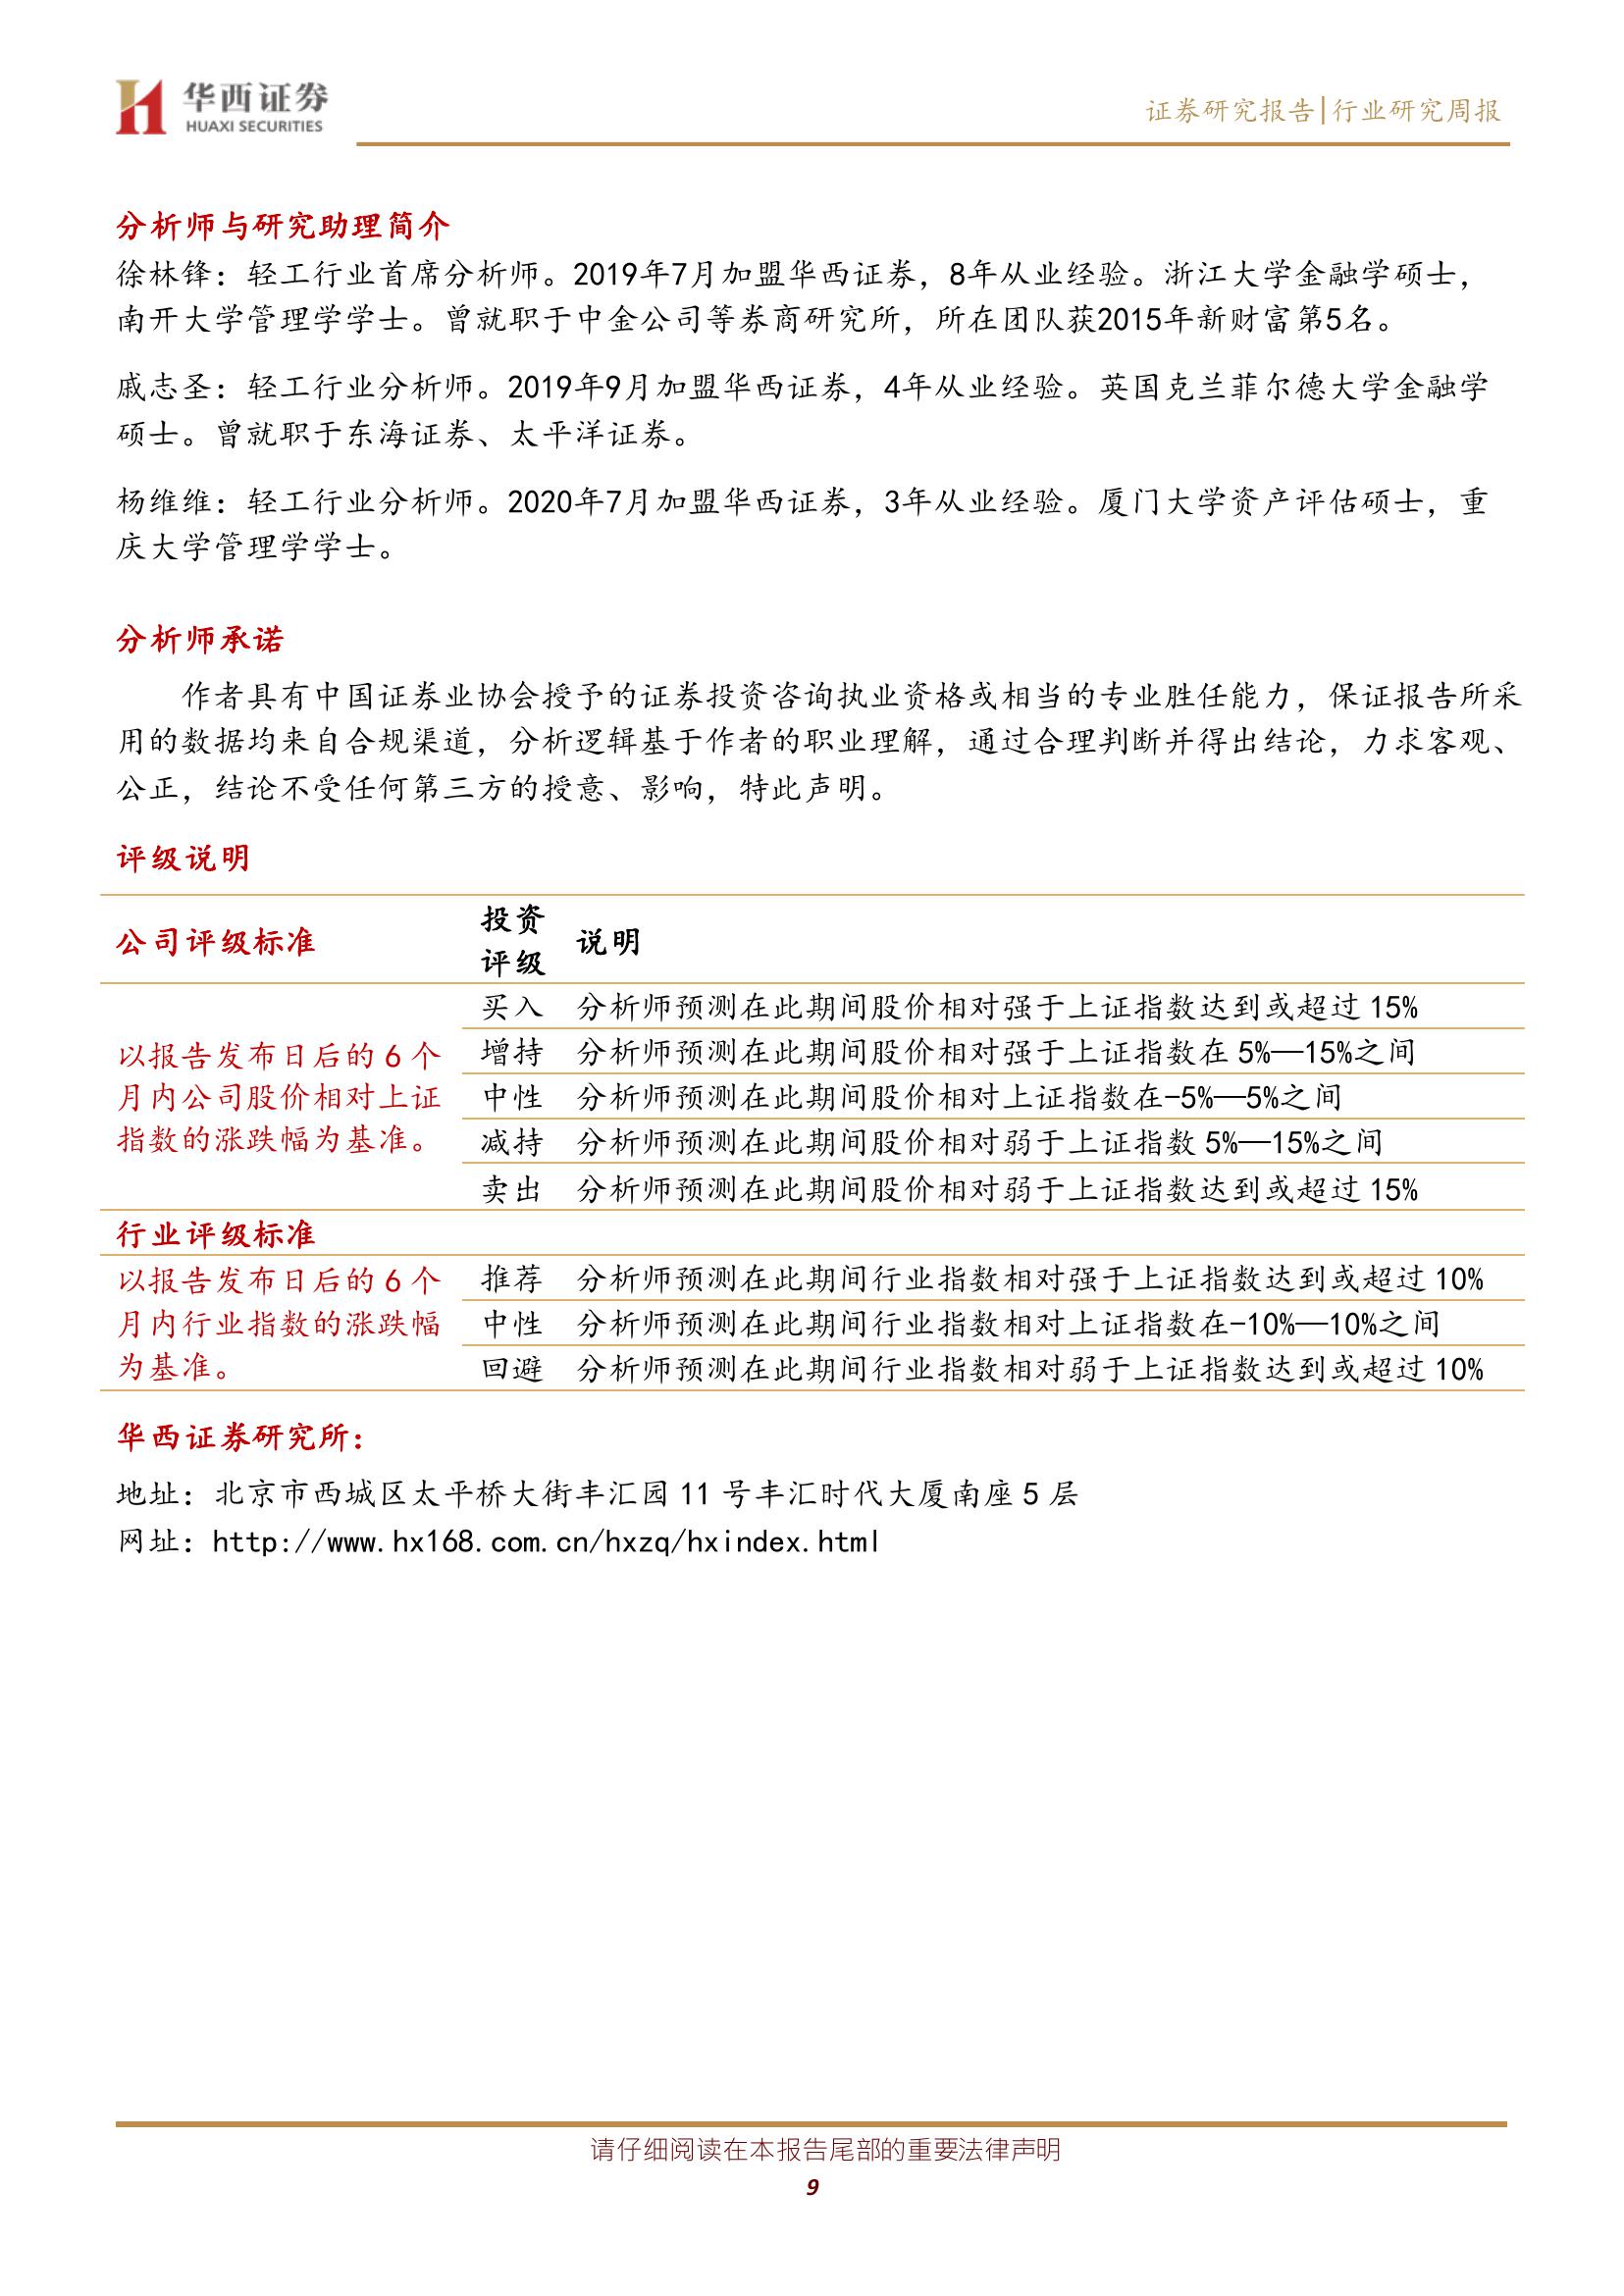 华西证券
HUAXI SECURITIES
证券研究报告|行业研究周报
分析师与研究助理简介
徐林锋：轻工行业首席分析师。2019年7月加盟华西证券，8年从业经验。浙江大学金融学硕士，
南开大学管理学学士。曾就职于中金公司等券商研究所，所在团队获2015年新财富第5名。
戚志圣：轻工行业分析师。2019年9月加盟华西证券，4年从业经验。英国克兰菲尔德大学金融学
硕士。曾就职于东海证券、太平洋证券。
杨维维：轻工行业分析师。2020年7月加盟华西证券，3年从业经验。厦门大学资产评估硕士，重
庆大学管理学学士。
分析师承诺
作者具有中国证券业协会授予的证券投资咨询执业资格或相当的专业胜任能力，保证报告所采
用的数据均来自合规渠道，分析逻辑基于作者的职业理解，通过合理判断并得出结论，力求客观、
公正，结论不受任何第三方的授意、影响，特此声明。
评级说明
公司评级标准
投资
评级
说明
以报告发布日后的 6 个
月内公司股价相对上证
指数的涨跌幅为基准。
买入 分析师预测在此期间股价相对强于上证指数达到或超过 15%
增持 分析师预测在此期间股价相对强于上证指数在 5%—15%之间
中性 分析师预测在此期间股价相对上证指数在-5%—5%之间
减持 分析师预测在此期间股价相对弱于上证指数 5%—15%之间
卖出 分析师预测在此期间股价相对弱于上证指数达到或超过 15%
行业评级标准
以报告发布日后的 6 个
月内行业指数的涨跌幅
为基准。
推荐 分析师预测在此期间行业指数相对强于上证指数达到或超过 10%
中性 分析师预测在此期间行业指数相对上证指数在-10%—10%之间
回避 分析师预测在此期间行业指数相对弱于上证指数达到或超过 10%
华西证券研究所：
地址：北京市西城区太平桥大街丰汇园 11 号丰汇时代大厦南座 5 层
网址：http://www.hx168.com.cn/hxzq/hxindex.html
请仔细阅读在本报告尾部的重要法律声明
9